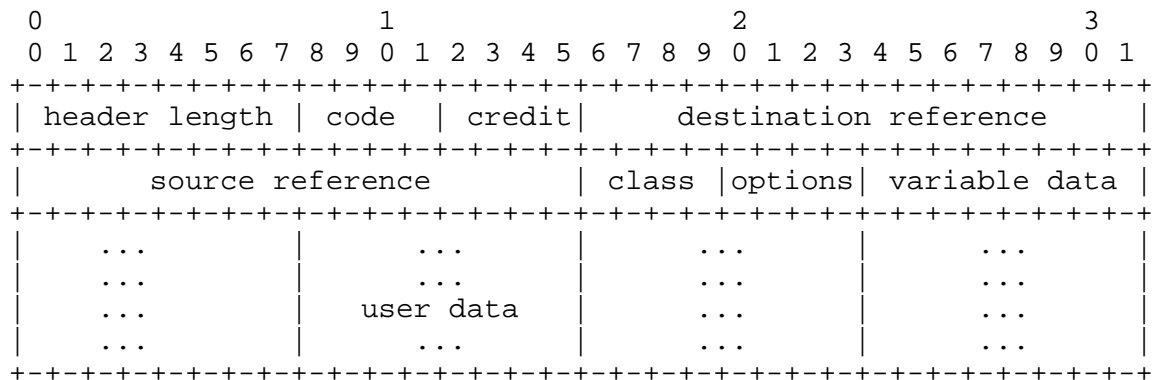 0                   1                   2                   3
 0 1 2 3 4 5 6 7 8 9 0 1 2 3 4 5 6 7 8 9 0 1 2 3 4 5 6 7 8 9 0 1
+-+-+-+-+-+-+-+-+-+-+-+-+-+-+-+-+-+-+-+-+-+-+-+-+-+-+-+-+-+-+-+-+
| header length | code  | credit|     destination reference     |
+-+-+-+-+-+-+-+-+-+-+-+-+-+-+-+-+-+-+-+-+-+-+-+-+-+-+-+-+-+-+-+-+
|       source reference        | class |options| variable data |
+-+-+-+-+-+-+-+-+-+-+-+-+-+-+-+-+-+-+-+-+-+-+-+-+-+-+-+-+-+-+-+-+
|    ...        |      ...      |      ...      |      ...      |
|    ...        |      ...      |      ...      |      ...      |
|    ...        |   user data   |      ...      |      ...      |
|    ...        |      ...      |      ...      |      ...      |
+-+-+-+-+-+-+-+-+-+-+-+-+-+-+-+-+-+-+-+-+-+-+-+-+-+-+-+-+-+-+-+-+